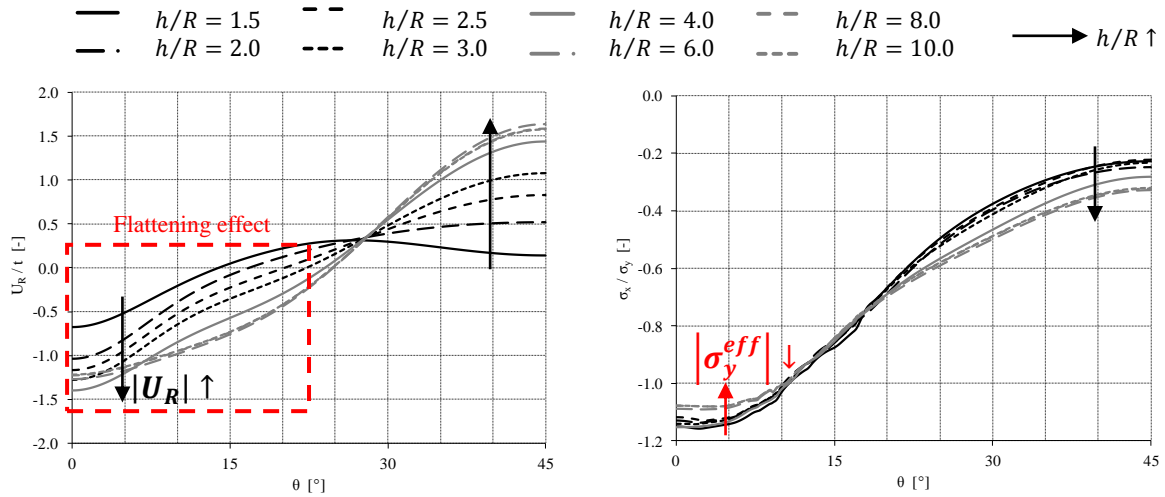 h/R = 1.5 h/R = 2.5 h/R = 4.0 h/R = 8.0
h/R = 2.0 h/R = 3.0 h/R = 6.0 h/R = 10.0
h/R ↑
2.0
1.5
1.0
0.5
0.0
-0.5
-1.0
-1.5
-2.0
U_R / t [-]
Flattening effect
|U_R| ↑
0 15 30 45
θ [°]
0.0
-0.2
-0.4
-0.6
-0.8
-1.0
-1.2
σ_x / σ_y [-]
|σ_y^eff| ↓
0 15 30 45
θ [°]